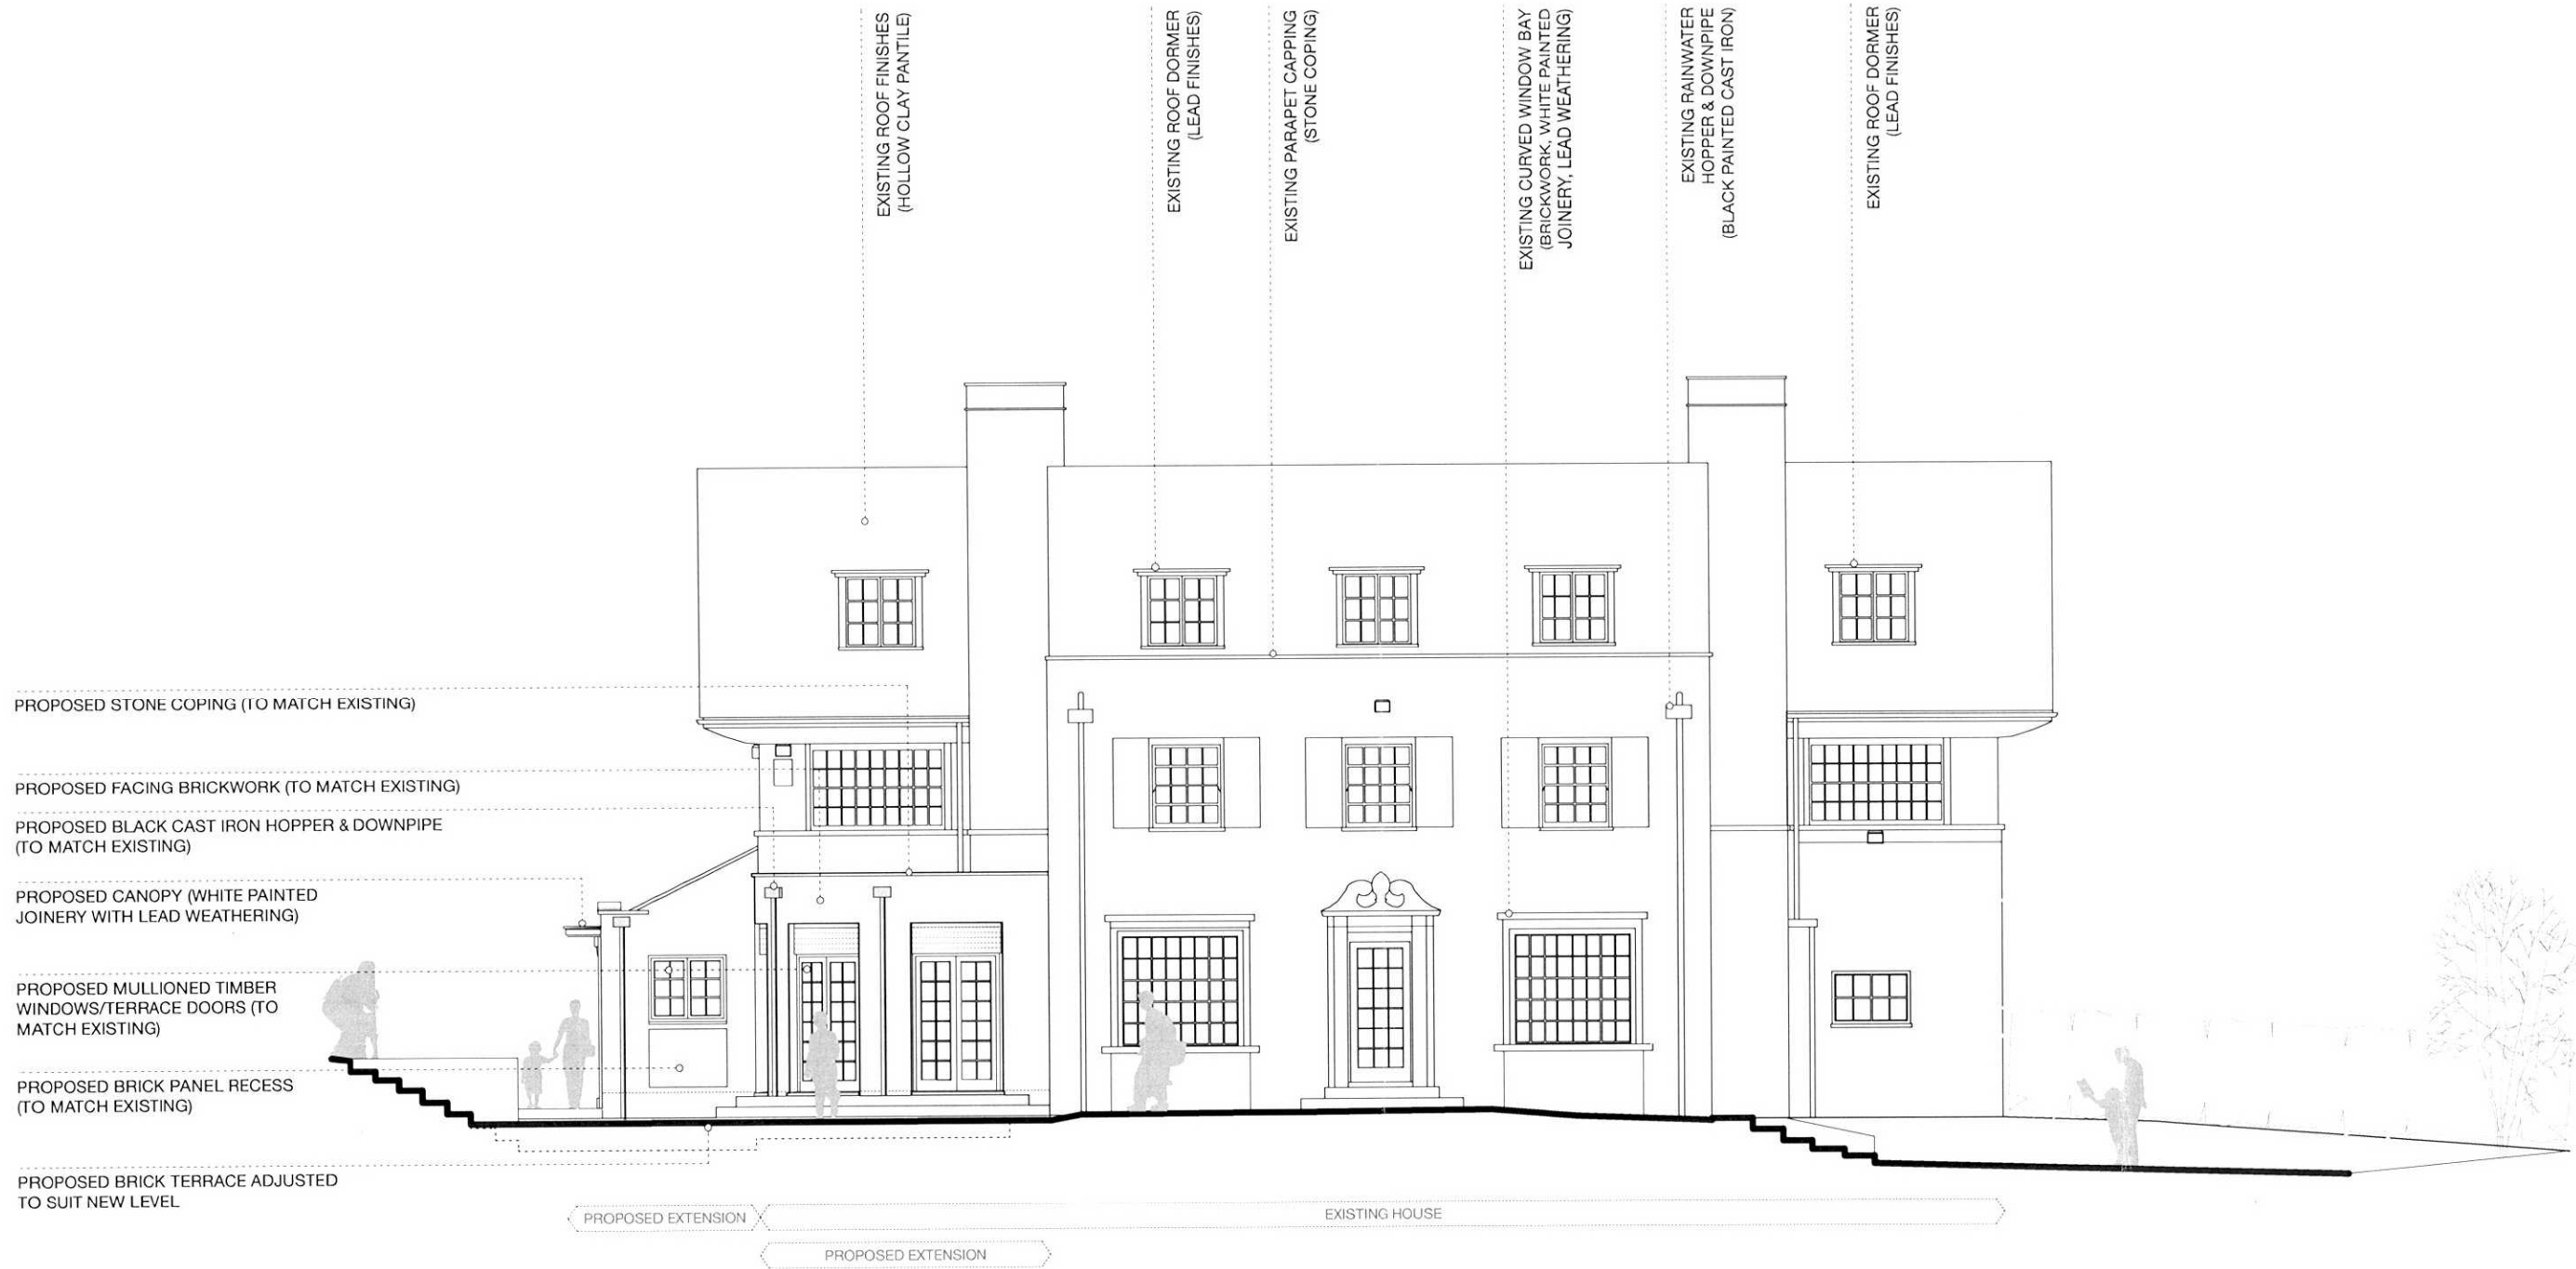 EXISTING ROOF FINISHES
(HOLLOW CLAY PANTILE)
EXISTING ROOF DORMER
(LEAD FINISHES)
EXISTING PARAPET CAPPING
(STONE COPING)
EXISTING CURVED WINDOW BAY
(BRICKWORK, WHITE PAINTED
JOINERY, LEAD WEATHERING)
EXISTING RAINWATER
HOPPER & DOWNPIPE
(BLACK PAINTED CAST IRON)
EXISTING ROOF DORMER
(LEAD FINISHES)
PROPOSED STONE COPING (TO MATCH EXISTING)
PROPOSED FACING BRICKWORK (TO MATCH EXISTING)
PROPOSED BLACK CAST IRON HOPPER & DOWNPIPE
(TO MATCH EXISTING)
PROPOSED CANOPY (WHITE PAINTED
JOINERY WITH LEAD WEATHERING)
PROPOSED MULLIONED TIMBER
WINDOWS/TERRACE DOORS (TO
MATCH EXISTING)
PROPOSED BRICK PANEL RECESS
(TO MATCH EXISTING)
PROPOSED BRICK TERRACE ADJUSTED
TO SUIT NEW LEVEL
PROPOSED EXTENSION
EXISTING HOUSE
PROPOSED EXTENSION